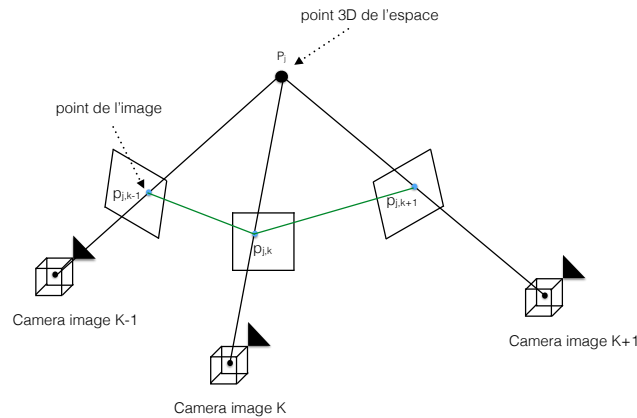 point 3D de l'espace
Pj
point de l'image
pj,k-1
pj,k+1
pj,k
Camera image K-1
Camera image K+1
Camera image K